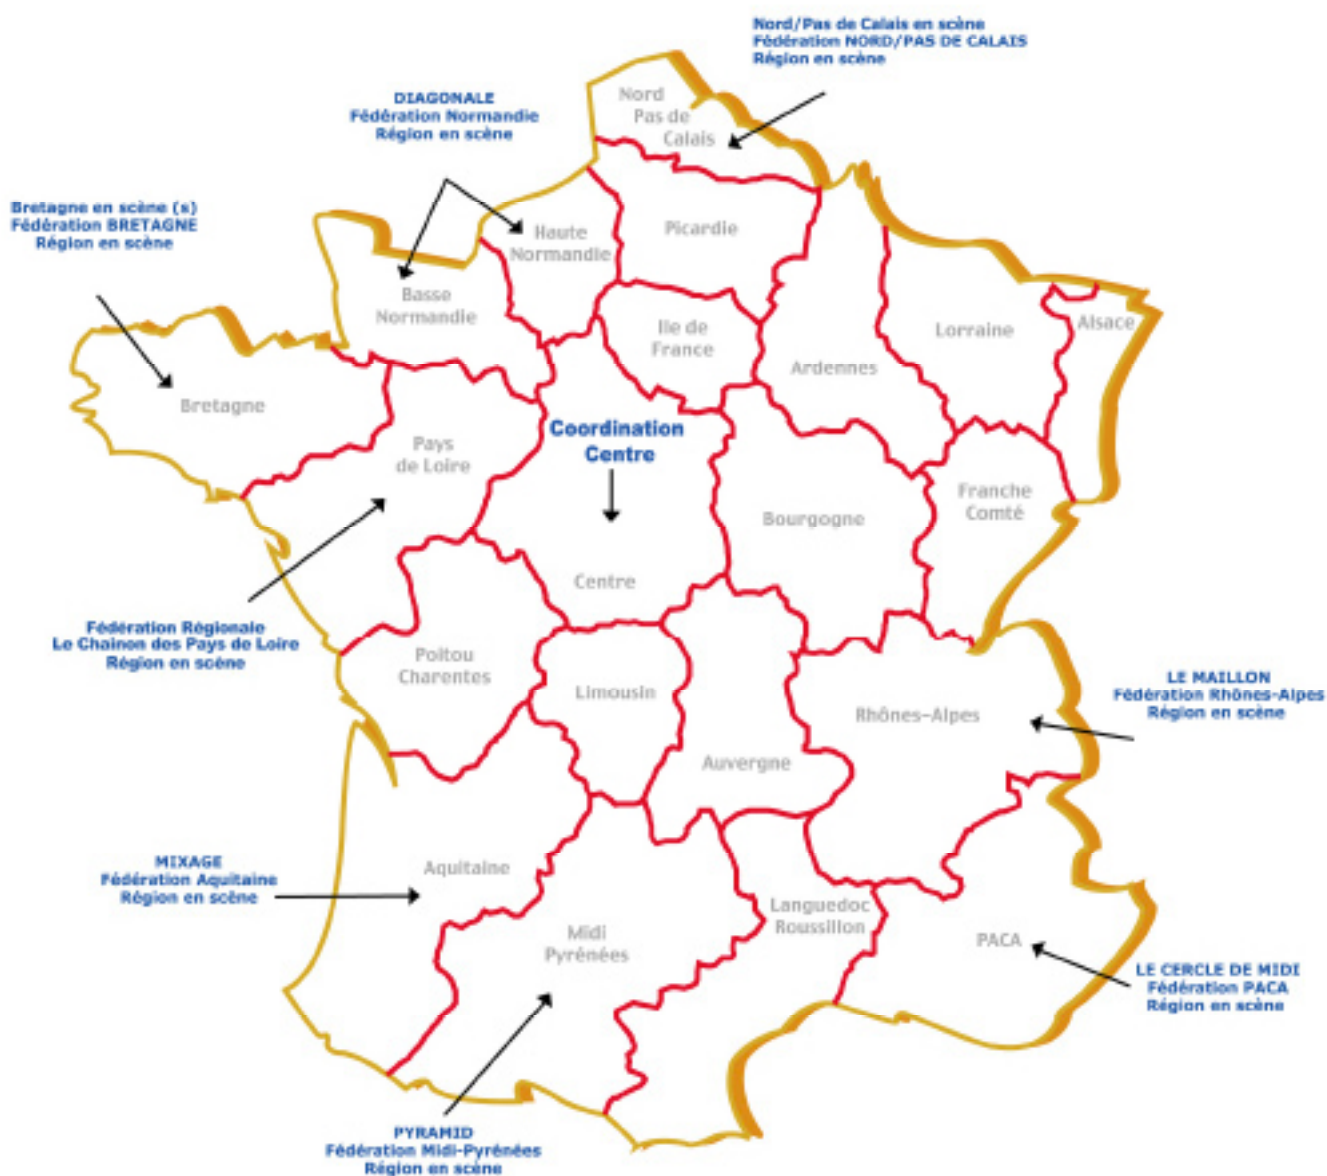 Nord/Pas de Calais en scène
Fédération NORD/PAS DE CALAIS
Région en scène
DIAGONALE
Fédération Normandie
Région en scène
Bretagne en scène (s)
Fédération BRETAGNE
Région en scène
Nord
Pas de
Calais
Haute
Normandie
Picardie
Basse
Normandie
Ile de
France
Ardennes
Lorraine
Alsace
Bretagne
Pays
de Loire
Coordination
Centre
Bourgogne
Franche
Comté
Centre
Fédération Régionale
Le Chainon des Pays de Loire
Région en scène
Poitou
Charentes
Limousin
Auvergne
Rhônes-Alpes
LE MAILLON
Fédération Rhônes-Alpes
Région en scène
MIXAGE
Fédération Aquitaine
Région en scène
Aquitaine
Midi
Pyrénées
Languedoc
Roussillon
PACA
LE CERCLE DE MIDI
Fédération PACA
Région en scène
PYRAMID
Fédération Midi-Pyrénées
Région en scène